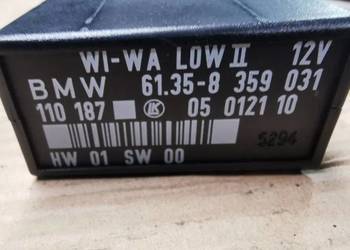 WI-WA LOW II 12V
BMW 61.35-8 359 031
110 187 LK 05 0121 10
5294
HW 01 SW 00